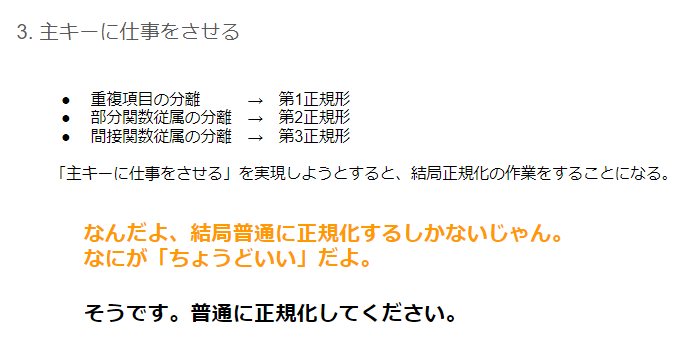 3. 主キーに仕事をさせる
● 重複項目の分離 → 第1正規形
● 部分関数従属の分離 → 第2正規形
● 間接関数従属の分離 → 第3正規形
「主キーに仕事をさせる」を実現しようとすると、結局正規化の作業をすることになる。
なんだよ、結局普通に正規化するしかないじゃん。
なにが「ちょうどいい」だよ。
そうです。普通に正規化してください。